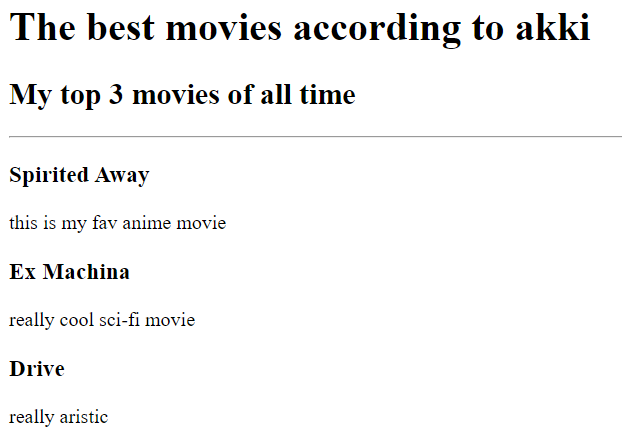 The best movies according to akki
My top 3 movies of all time
Spirited Away
this is my fav anime movie
Ex Machina
really cool sci-fi movie
Drive
really aristic